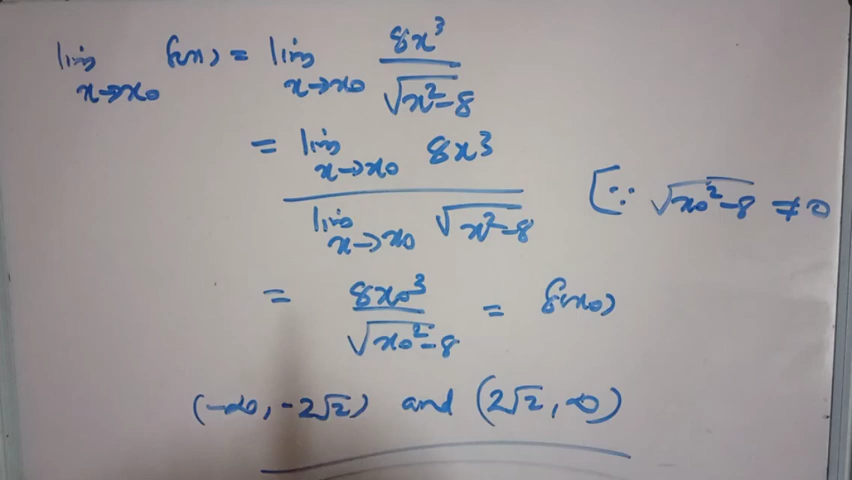 lim x→x₀ f(x) = lim x→x₀ 8x³/√(x²-8)
= lim x→x₀ 8x³ / lim x→x₀ √(x²-8) [∵ √(x₀²-8) ≠ 0
= 8x₀³/√(x₀²-8) = f(x₀)
(-∞, -2√2) and (2√2, ∞)